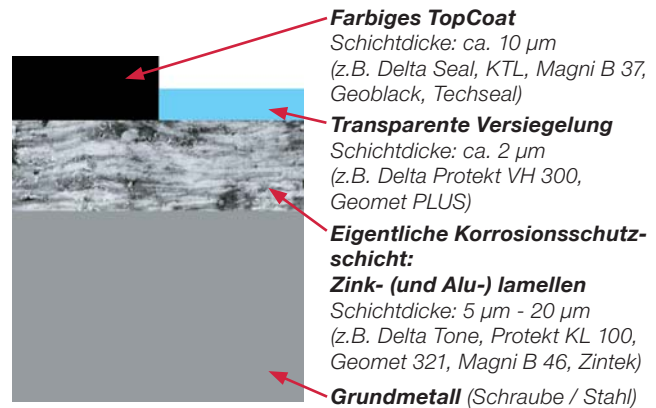 Farbiges TopCoat
Schichtdicke: ca. 10 µm
(z.B. Delta Seal, KTL, Magni B 37,
Geoblack, Techseal)
Transparente Versiegelung
Schichtdicke: ca. 2 µm
(z.B. Delta Protekt VH 300,
Geomet PLUS)
Eigentliche Korrosionsschutz-
schicht:
Zink- (und Alu-) lamellen
Schichtdicke: 5 µm - 20 µm
(z.B. Delta Tone, Protekt KL 100,
Geomet 321, Magni B 46, Zintek)
Grundmetall (Schraube / Stahl)